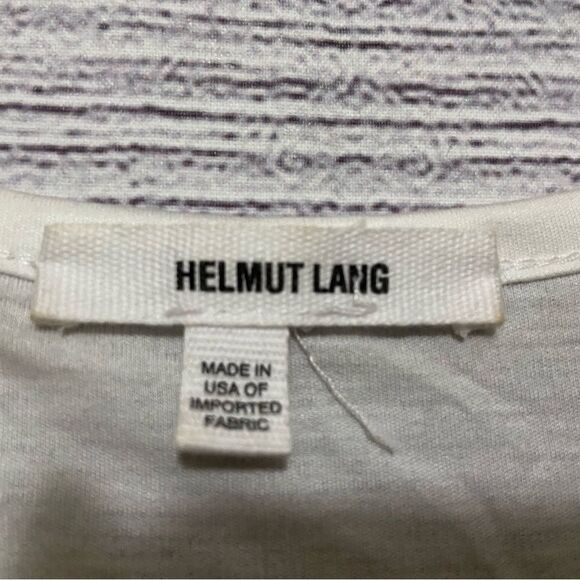 HELMUT LANG
MADE IN
USA OF
IMPORTED
FABRIC